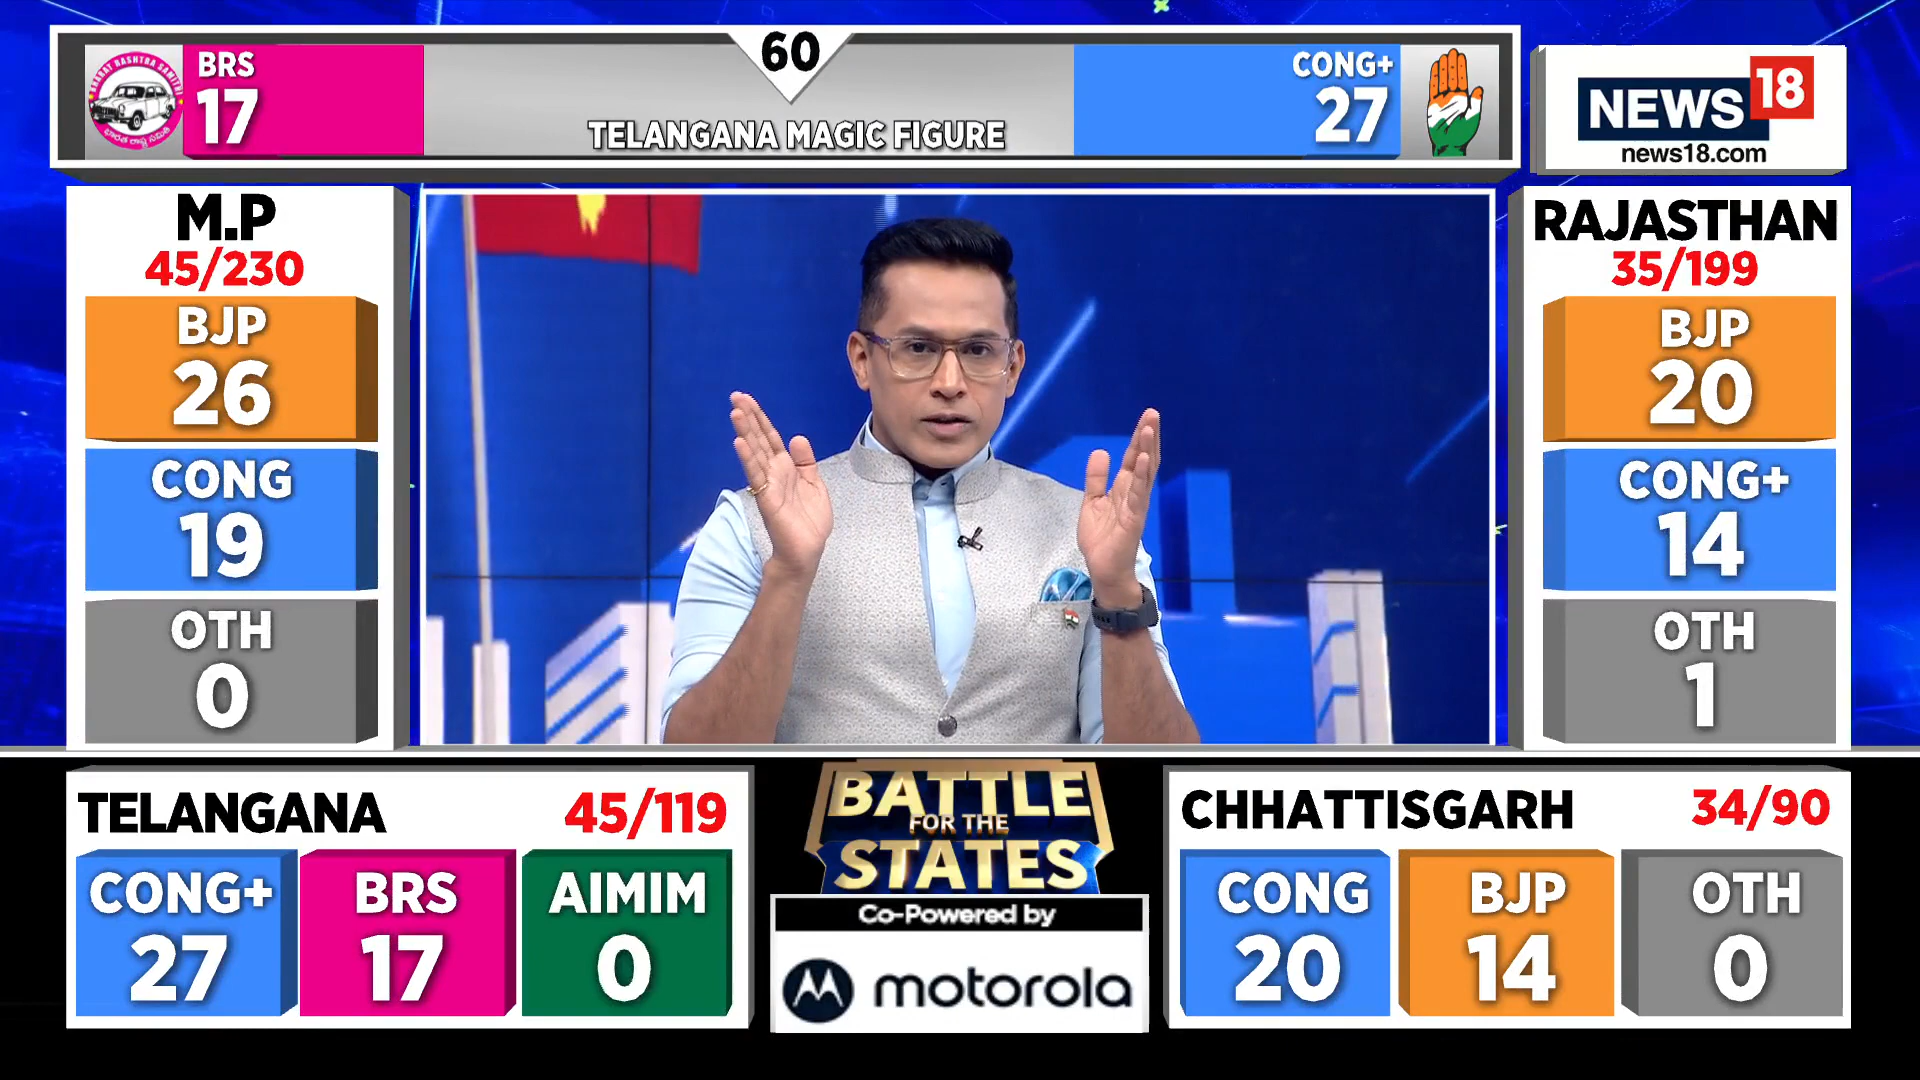 BRS
17
60
TELANGANA MAGIC FIGURE
CONG+
27
NEWS18
news18.com
M.P
45/230
BJP
26
CONG
19
OTH
0
RAJASTHAN
35/199
BJP
20
CONG+
14
OTH
1
TELANGANA 45/119
CONG+
27
BRS
17
AIMIM
0
BATTLE
FOR THE
STATES
Co-Powered by
motorola
CHHATTISGARH 34/90
CONG
20
BJP
14
OTH
0